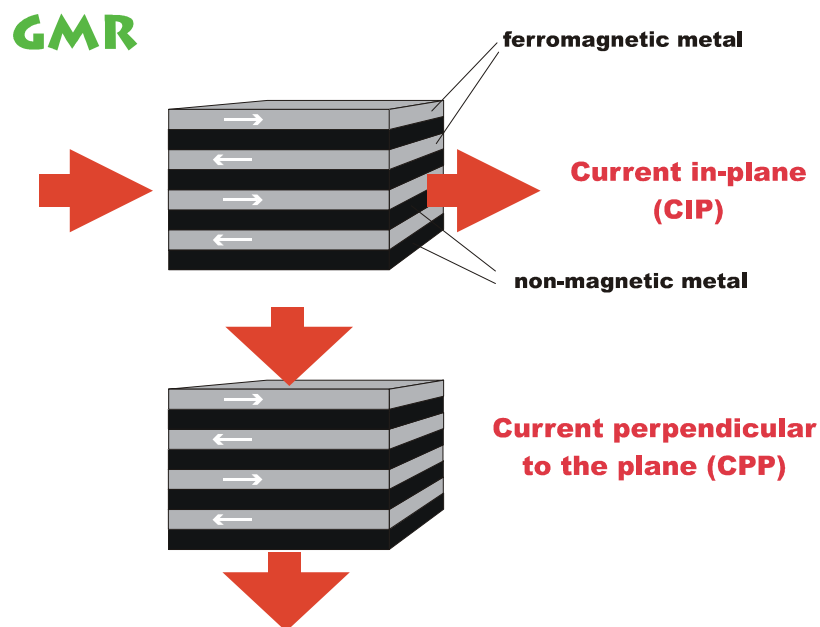 GMR
ferromagnetic metal
Current in-plane
(CIP)
non-magnetic metal
Current perpendicular
to the plane (CPP)